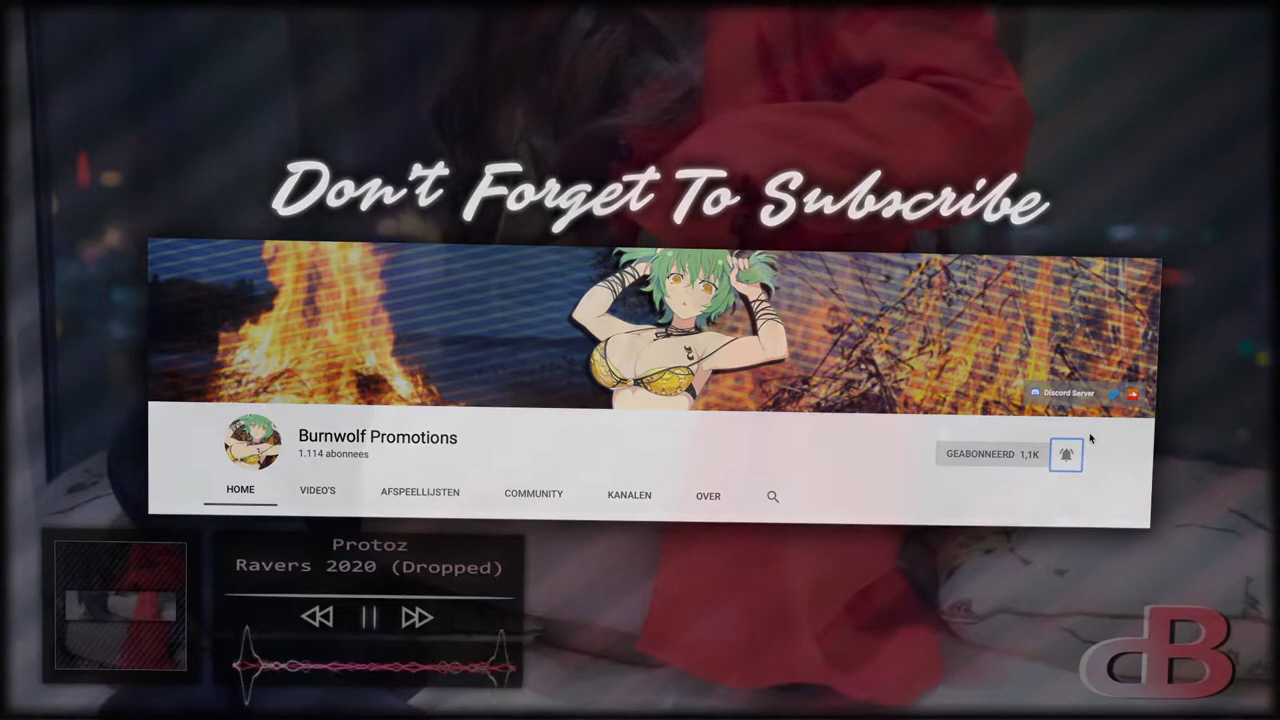 Don't Forget To Subscribe
Discord Server
Burnwolf Promotions
1.114 abonnees
GEABONNEERD 1,1K
HOME VIDEO'S AFSPEELLIJSTEN COMMUNITY KANALEN OVER
Protoz
Ravers 2020 (Dropped)
dB